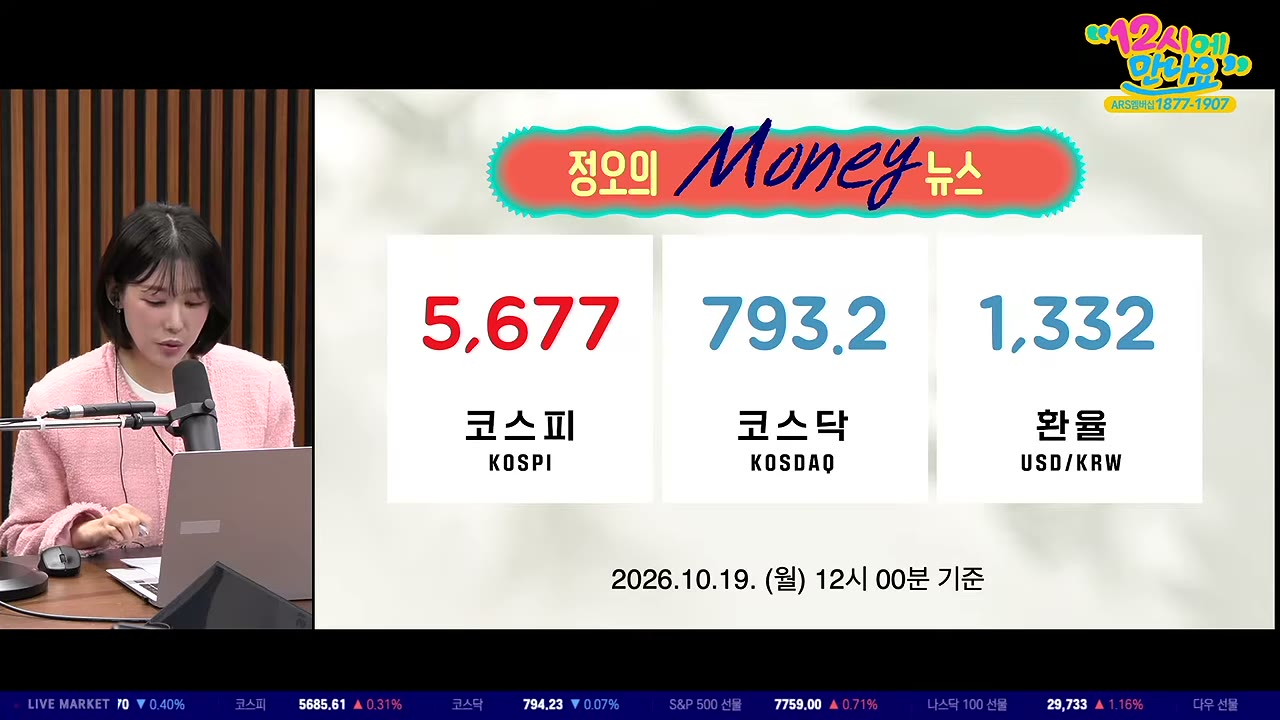 "12시에
만나요"
ARS멤버십 1877-1907
정오의 Money 뉴스
5,677
코스피
KOSPI
793.2
코스닥
KOSDAQ
1,332
환율
USD/KRW
2026.10.19. (월) 12시 00분 기준
LIVE MARKET 70 ▼ 0.40% 코스피 5685.61 ▲ 0.31% 코스닥 794.23 ▼ 0.07% S&P 500 선물 7759.00 ▲ 0.71% 나스닥 100 선물 29,733 ▲ 1.16% 다우 선물